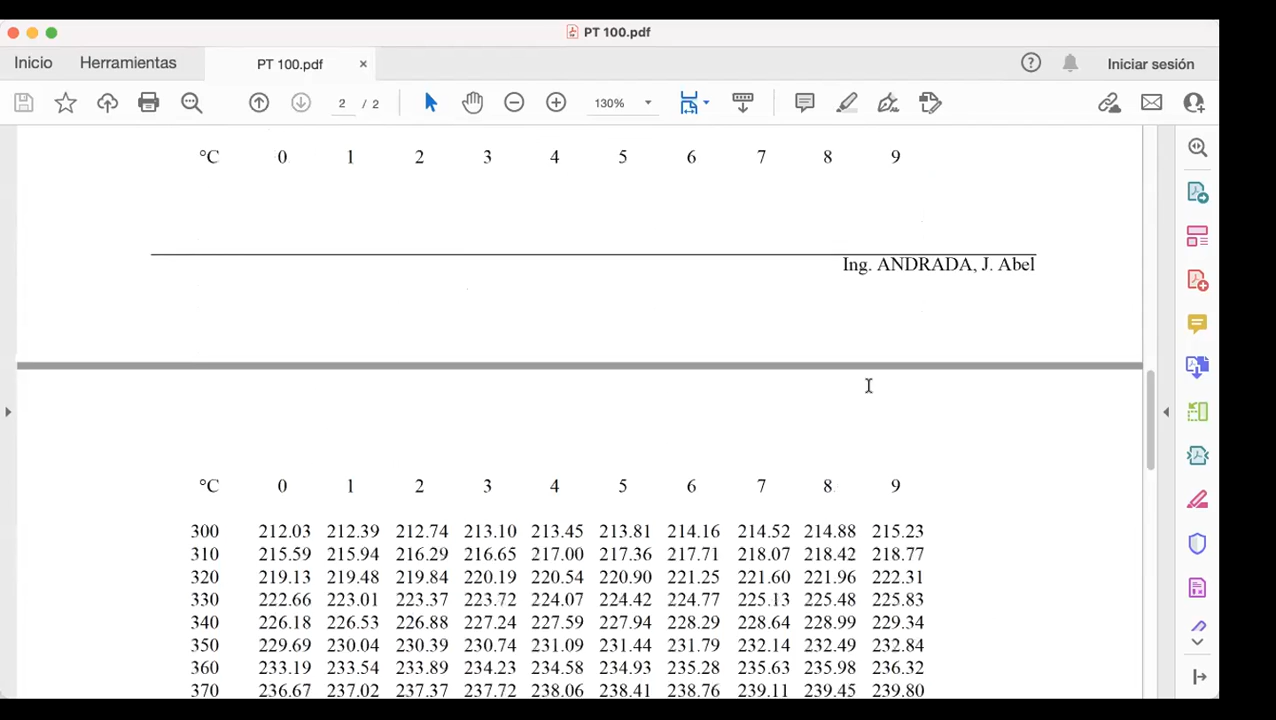 PT 100.pdf
Inicio Herramientas PT 100.pdf × Iniciar sesión
2 / 2 130%
°C 0 1 2 3 4 5 6 7 8 9
Ing. ANDRADA, J. Abel
°C 0 1 2 3 4 5 6 7 8 9
300 212.03 212.39 212.74 213.10 213.45 213.81 214.16 214.52 214.88 215.23
310 215.59 215.94 216.29 216.65 217.00 217.36 217.71 218.07 218.42 218.77
320 219.13 219.48 219.84 220.19 220.54 220.90 221.25 221.60 221.96 222.31
330 222.66 223.01 223.37 223.72 224.07 224.42 224.77 225.13 225.48 225.83
340 226.18 226.53 226.88 227.24 227.59 227.94 228.29 228.64 228.99 229.34
350 229.69 230.04 230.39 230.74 231.09 231.44 231.79 232.14 232.49 232.84
360 233.19 233.54 233.89 234.23 234.58 234.93 235.28 235.63 235.98 236.32
370 236.67 237.02 237.37 237.72 238.06 238.41 238.76 239.11 239.45 239.80